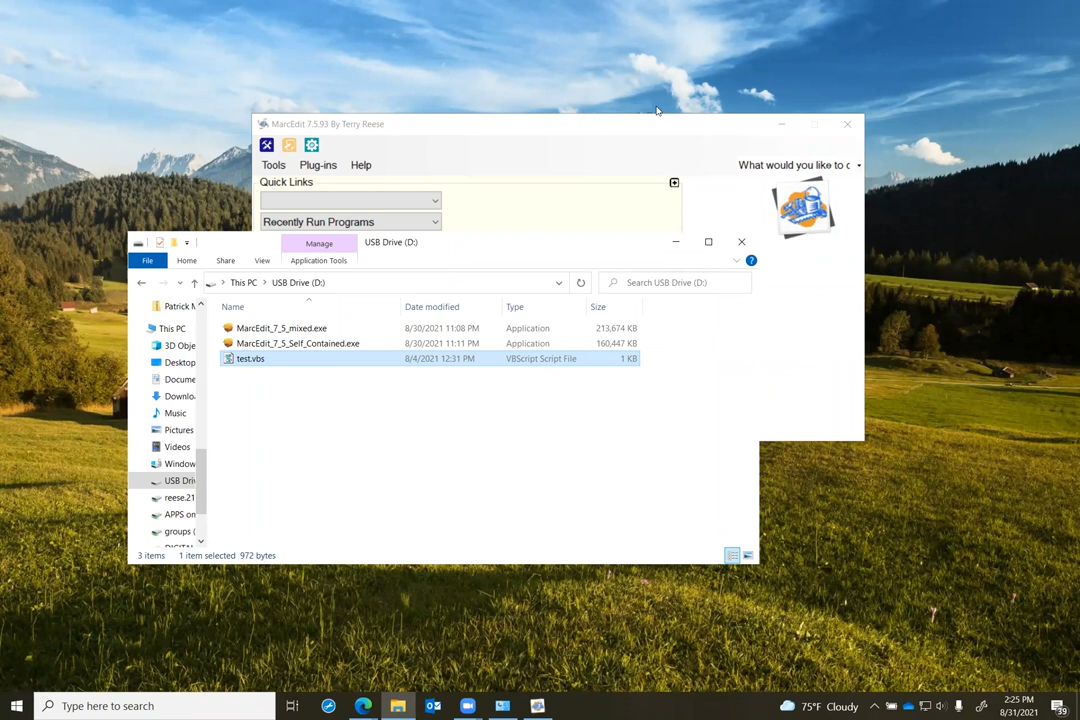 MarcEdit 7.5.93 By Terry Reese
Tools Plug-ins Help
What would you like to c
Quick Links
Recently Run Programs
Manage
USB Drive (D:)
File Home Share View Application Tools
This PC > USB Drive (D:)
Search USB Drive (D:)
Name Date modified Type Size
MarcEdit_7_5_mixed.exe 8/30/2021 11:08 PM Application 213,674 KB
MarcEdit_7_5_Self_Contained.exe 8/30/2021 11:11 PM Application 160,447 KB
test.vbs 8/4/2021 12:31 PM VBScript Script File 1 KB
Patrick M
This PC
3D Obje
Desktop
Docume
Downlo
Music
Pictures
Videos
Window
USB Driv
reese.21
APPS on
groups (
3 items 1 item selected 972 bytes
Type here to search
75°F Cloudy
2:25 PM
8/31/2021
39